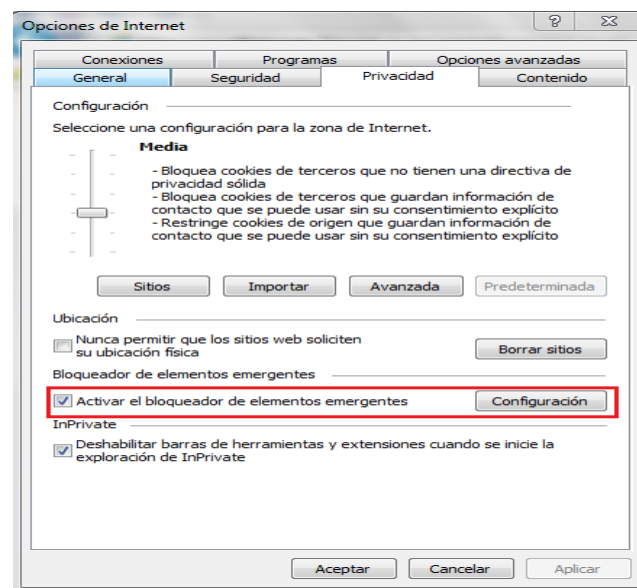 Opciones de Internet
Conexiones Programas Opciones avanzadas
General Seguridad Privacidad Contenido
Configuración
Seleccione una configuración para la zona de Internet.
Media
- Bloquea cookies de terceros que no tienen una directiva de
privacidad sólida
- Bloquea cookies de terceros que guardan información de
contacto que se puede usar sin su consentimiento explícito
- Restringe cookies de origen que guardan información de
contacto que se puede usar sin su consentimiento explícito
Sitios Importar Avanzada Predeterminada
Ubicación
Nunca permitir que los sitios web soliciten
su ubicación física
Borrar sitios
Bloqueador de elementos emergentes
Activar el bloqueador de elementos emergentes Configuración
InPrivate
Deshabilitar barras de herramientas y extensiones cuando se inicie la
exploración de InPrivate
Aceptar Cancelar Aplicar